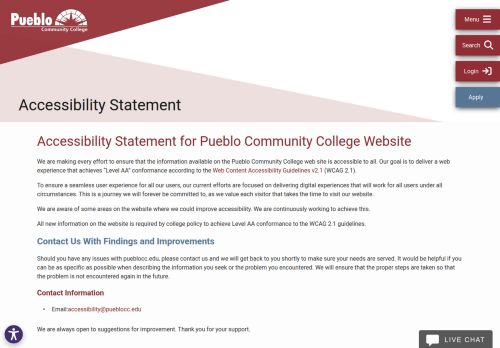 Pueblo
Community College
Menu
Search
Login
Apply
Accessibility Statement
Accessibility Statement for Pueblo Community College Website
We are making every effort to ensure that the information available on the Pueblo Community College web site is accessible to all. Our goal is to deliver a web
experience that achieves "Level AA" conformance according to the Web Content Accessibility Guidelines v2.1 (WCAG 2.1).
To ensure a seamless user experience for all our users, our current efforts are focused on delivering digital experiences that will work for all users under all
circumstances. This is a journey we will forever be committed to, as we value each visitor that takes the time to visit our website.
We are aware of some areas on the website where we could improve accessibility. We are continuously working to achieve this.
All new information on the website is required by college policy to achieve Level AA conformance to the WCAG 2.1 guidelines.
Contact Us With Findings and Improvements
Should you have any issues with pueblocc.edu, please contact us and we will get back to you shortly to make sure your needs are served. It would be helpful if you
can be as specific as possible when describing the information you seek or the problem you encountered. We will ensure that the proper steps are taken so that
the problem is not encountered again in the future.
Contact Information
• Email:accessibility@pueblocc.edu
We are always open to suggestions for improvement. Thank you for your support.
LIVE CHAT